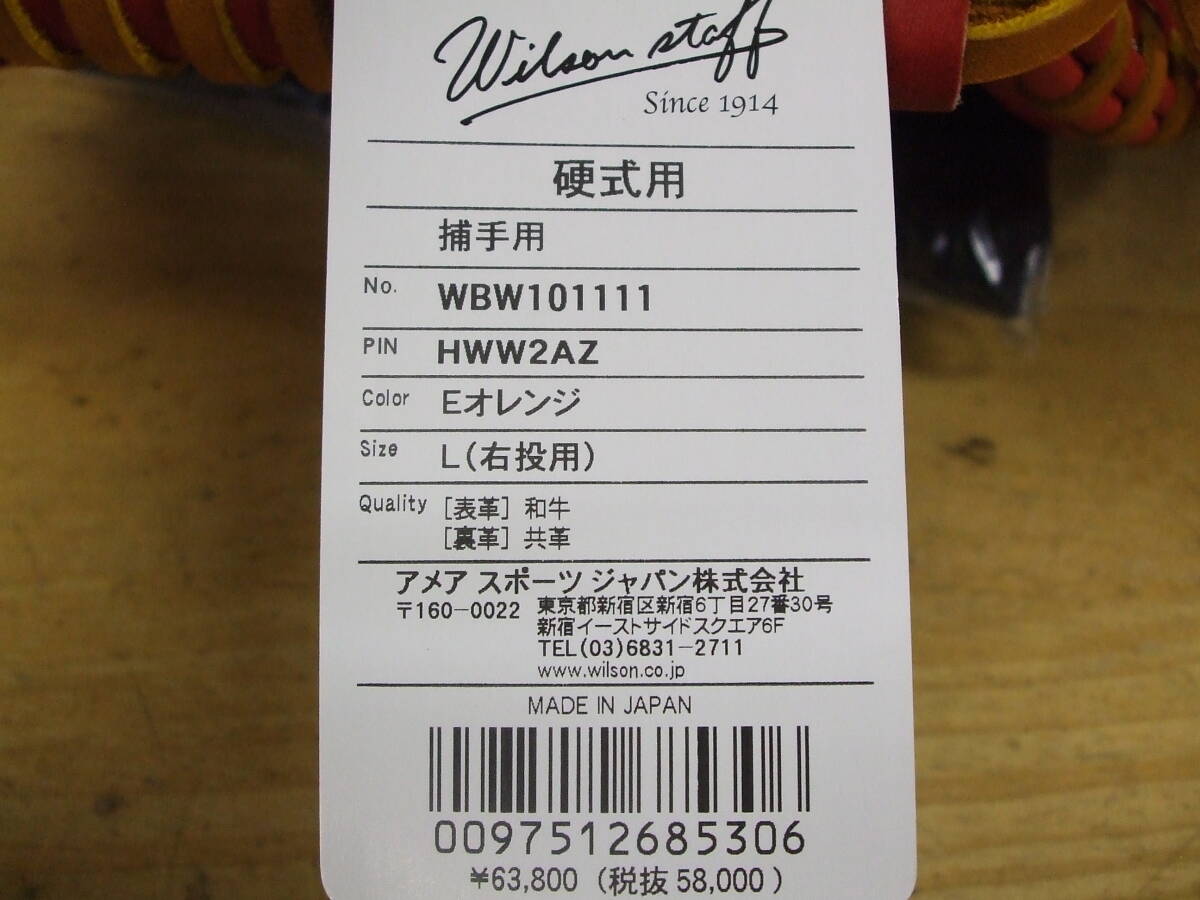 Wilson staff
Since 1914
硬式用
捕手用
No. WBW101111
PIN HWW2AZ
Color Eオレンジ
Size L(右投用)
Quality [表革] 和牛
[裏革] 共革
アメア スポーツ ジャパン株式会社
〒160-0022 東京都新宿区新宿6丁目27番30号
新宿イーストサイドスクエア6F
TEL(03)6831-2711
www.wilson.co.jp
MADE IN JAPAN
0097512685306
¥63,800 (税抜 58,000)